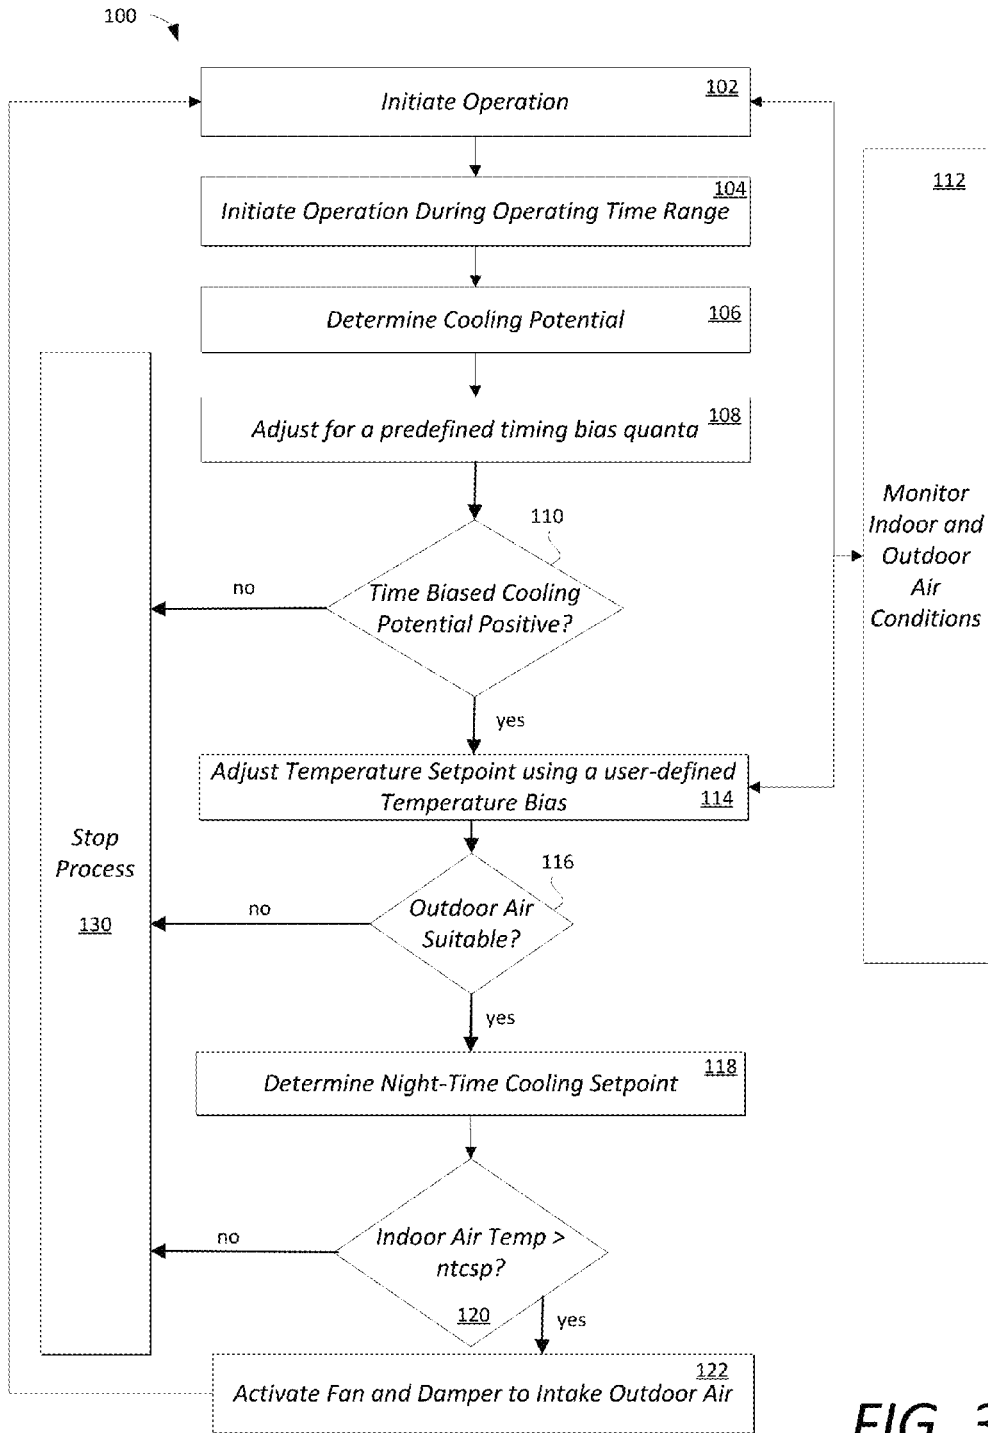 100
102
Initiate Operation
104
Initiate Operation During Operating Time Range
106
Determine Cooling Potential
108
Adjust for a predefined timing bias quanta
110
Time Biased Cooling
Potential Positive?
no
yes
112
Monitor
Indoor and
Outdoor
Air
Conditions
Adjust Temperature Setpoint using a user-defined
Temperature Bias
114
116
Outdoor Air
Suitable?
no
yes
Stop
Process
130
118
Determine Night-Time Cooling Setpoint
Indoor Air Temp >
ntcsp?
120
no
yes
122
Activate Fan and Damper to Intake Outdoor Air
FIG. 3